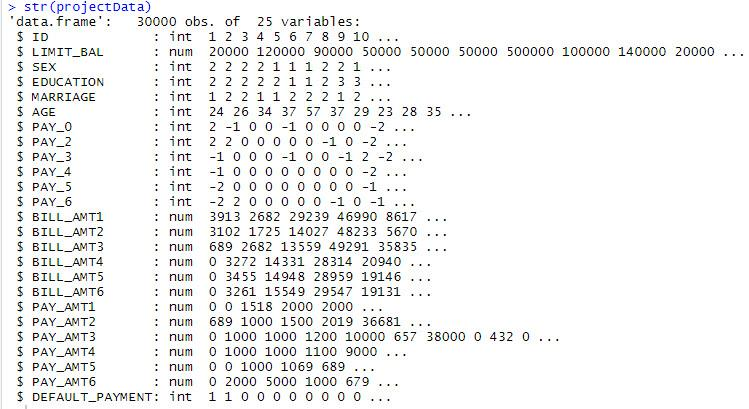 > str(projectData)
'data.frame':   30000 obs. of  25 variables:
 $ ID             : int  1 2 3 4 5 6 7 8 9 10 ...
 $ LIMIT_BAL      : num  20000 120000 90000 50000 50000 50000 500000 100000 140000 20000 ...
 $ SEX            : int  2 2 2 2 1 1 1 2 2 1 ...
 $ EDUCATION      : int  2 2 2 2 2 1 1 2 3 3 ...
 $ MARRIAGE       : int  1 2 2 1 1 2 2 2 1 2 ...
 $ AGE            : int  24 26 34 37 57 37 29 23 28 35 ...
 $ PAY_0          : int  2 -1 0 0 -1 0 0 0 0 -2 ...
 $ PAY_2          : int  2 2 0 0 0 0 0 -1 0 -2 ...
 $ PAY_3          : int  -1 0 0 0 -1 0 0 -1 2 -2 ...
 $ PAY_4          : int  -1 0 0 0 0 0 0 0 0 -2 ...
 $ PAY_5          : int  -2 0 0 0 0 0 0 0 0 -1 ...
 $ PAY_6          : int  -2 2 0 0 0 0 0 -1 0 -1 ...
 $ BILL_AMT1      : num  3913 2682 29239 46990 8617 ...
 $ BILL_AMT2      : num  3102 1725 14027 48233 5670 ...
 $ BILL_AMT3      : num  689 2682 13559 49291 35835 ...
 $ BILL_AMT4      : num  0 3272 14331 28314 20940 ...
 $ BILL_AMT5      : num  0 3455 14948 28959 19146 ...
 $ BILL_AMT6      : num  0 3261 15549 29547 19131 ...
 $ PAY_AMT1       : num  0 0 1518 2000 2000 ...
 $ PAY_AMT2       : num  689 1000 1500 2019 36681 ...
 $ PAY_AMT3       : num  0 1000 1000 1200 10000 657 38000 0 432 0 ...
 $ PAY_AMT4       : num  0 1000 1000 1100 9000 ...
 $ PAY_AMT5       : num  0 0 1000 1069 689 ...
 $ PAY_AMT6       : num  0 2000 5000 1000 679 ...
 $ DEFAULT_PAYMENT: int  1 1 0 0 0 0 0 0 0 0 ...